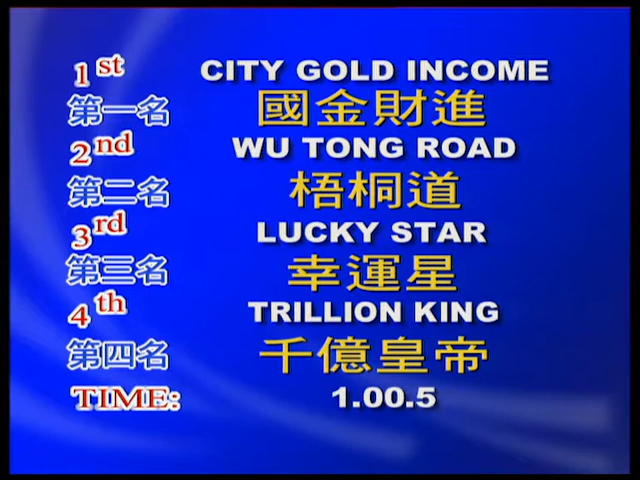 1st CITY GOLD INCOME
第一名 國金財進
2nd WU TONG ROAD
第二名 梧桐道
3rd LUCKY STAR
第三名 幸運星
4th TRILLION KING
第四名 千億皇帝
TIME: 1.00.5